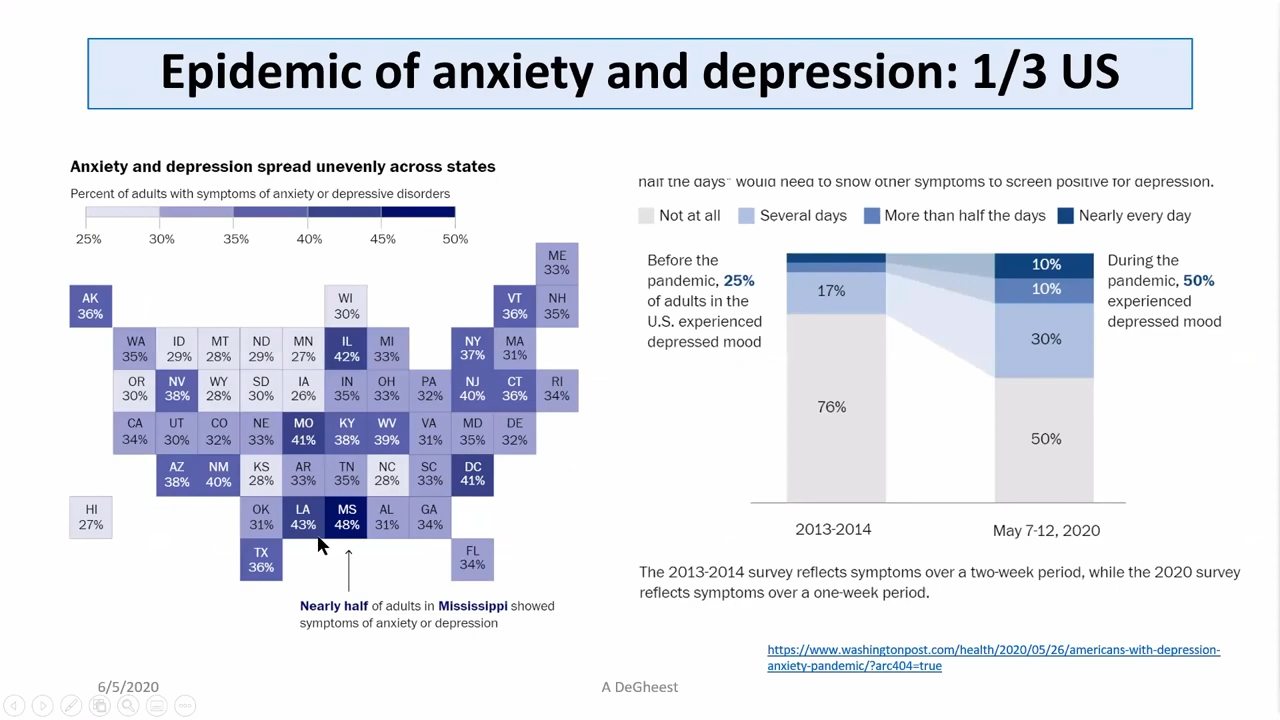 Epidemic of anxiety and depression: 1/3 US
Anxiety and depression spread unevenly across states
Percent of adults with symptoms of anxiety or depressive disorders
25% 30% 35% 40% 45% 50%
ME
33%
AK WI VT NH
36% 30% 36% 35%
WA ID MT ND MN IL MI NY MA
35% 29% 28% 29% 27% 42% 33% 37% 31%
OR NV WY SD IA IN OH PA NJ CT RI
30% 38% 28% 30% 26% 35% 33% 32% 40% 36% 34%
CA UT CO NE MO KY WV VA MD DE
34% 30% 32% 33% 41% 38% 39% 31% 35% 32%
AZ NM KS AR TN NC SC DC
38% 40% 28% 33% 35% 28% 33% 41%
HI OK LA MS AL GA
27% 31% 43% 48% 31% 34%
TX FL
36% 34%
Nearly half of adults in Mississippi showed
symptoms of anxiety or depression
half the days" would need to show other symptoms to screen positive for depression.
Not at all Several days More than half the days Nearly every day
Before the
pandemic, 25%
of adults in the
U.S. experienced
depressed mood
17%
76%
10%
10%
30%
50%
During the
pandemic, 50%
experienced
depressed mood
2013-2014 May 7-12, 2020
The 2013-2014 survey reflects symptoms over a two-week period, while the 2020 survey
reflects symptoms over a one-week period.
https://www.washingtonpost.com/health/2020/05/26/americans-with-depression-
anxiety-pandemic/?arc404=true
6/5/2020 A DeGheest